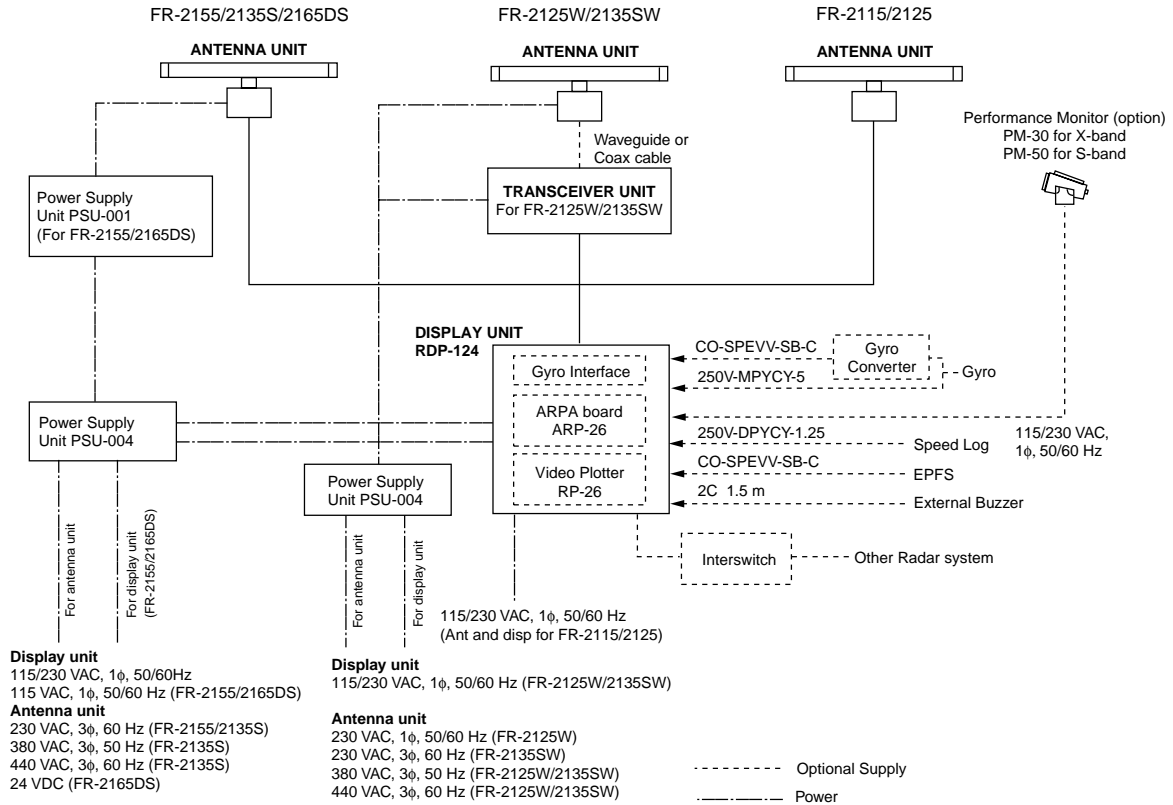 FR-2155/2135S/2165DS
FR-2125W/2135SW
FR-2115/2125
ANTENNA UNIT
ANTENNA UNIT
ANTENNA UNIT
Performance Monitor (option)
PM-30 for X-band
PM-50 for S-band
Waveguide or
Coax cable
Power Supply
Unit PSU-001
(For FR-2155/2165DS)
TRANSCEIVER UNIT
For FR-2125W/2135SW
DISPLAY UNIT
RDP-124
Gyro Interface
ARPA board
ARP-26
Video Plotter
RP-26
CO-SPEVV-SB-C
Gyro
Converter
Gyro
250V-MPYCY-5
115/230 VAC,
1ϕ, 50/60 Hz
250V-DPYCY-1.25
Speed Log
CO-SPEVV-SB-C
EPFS
2C 1.5 m
External Buzzer
Power Supply
Unit PSU-004
Power Supply
Unit PSU-004
Interswitch
Other Radar system
For antenna unit
For display unit
(FR-2155/2165DS)
For antenna unit
For display unit
115/230 VAC, 1ϕ, 50/60 Hz
(Ant and disp for FR-2115/2125)
Display unit
115/230 VAC, 1ϕ, 50/60Hz
115 VAC, 1ϕ, 50/60 Hz (FR-2155/2165DS)
Antenna unit
230 VAC, 3ϕ, 60 Hz (FR-2155/2135S)
380 VAC, 3ϕ, 50 Hz (FR-2135S)
440 VAC, 3ϕ, 60 Hz (FR-2135S)
24 VDC (FR-2165DS)
Display unit
115/230 VAC, 1ϕ, 50/60 Hz (FR-2125W/2135SW)
Antenna unit
230 VAC, 1ϕ, 50/60 Hz (FR-2125W)
230 VAC, 3ϕ, 60 Hz (FR-2135SW)
380 VAC, 3ϕ, 50 Hz (FR-2125W/2135SW)
440 VAC, 3ϕ, 60 Hz (FR-2125W/2135SW)
Optional Supply
Power